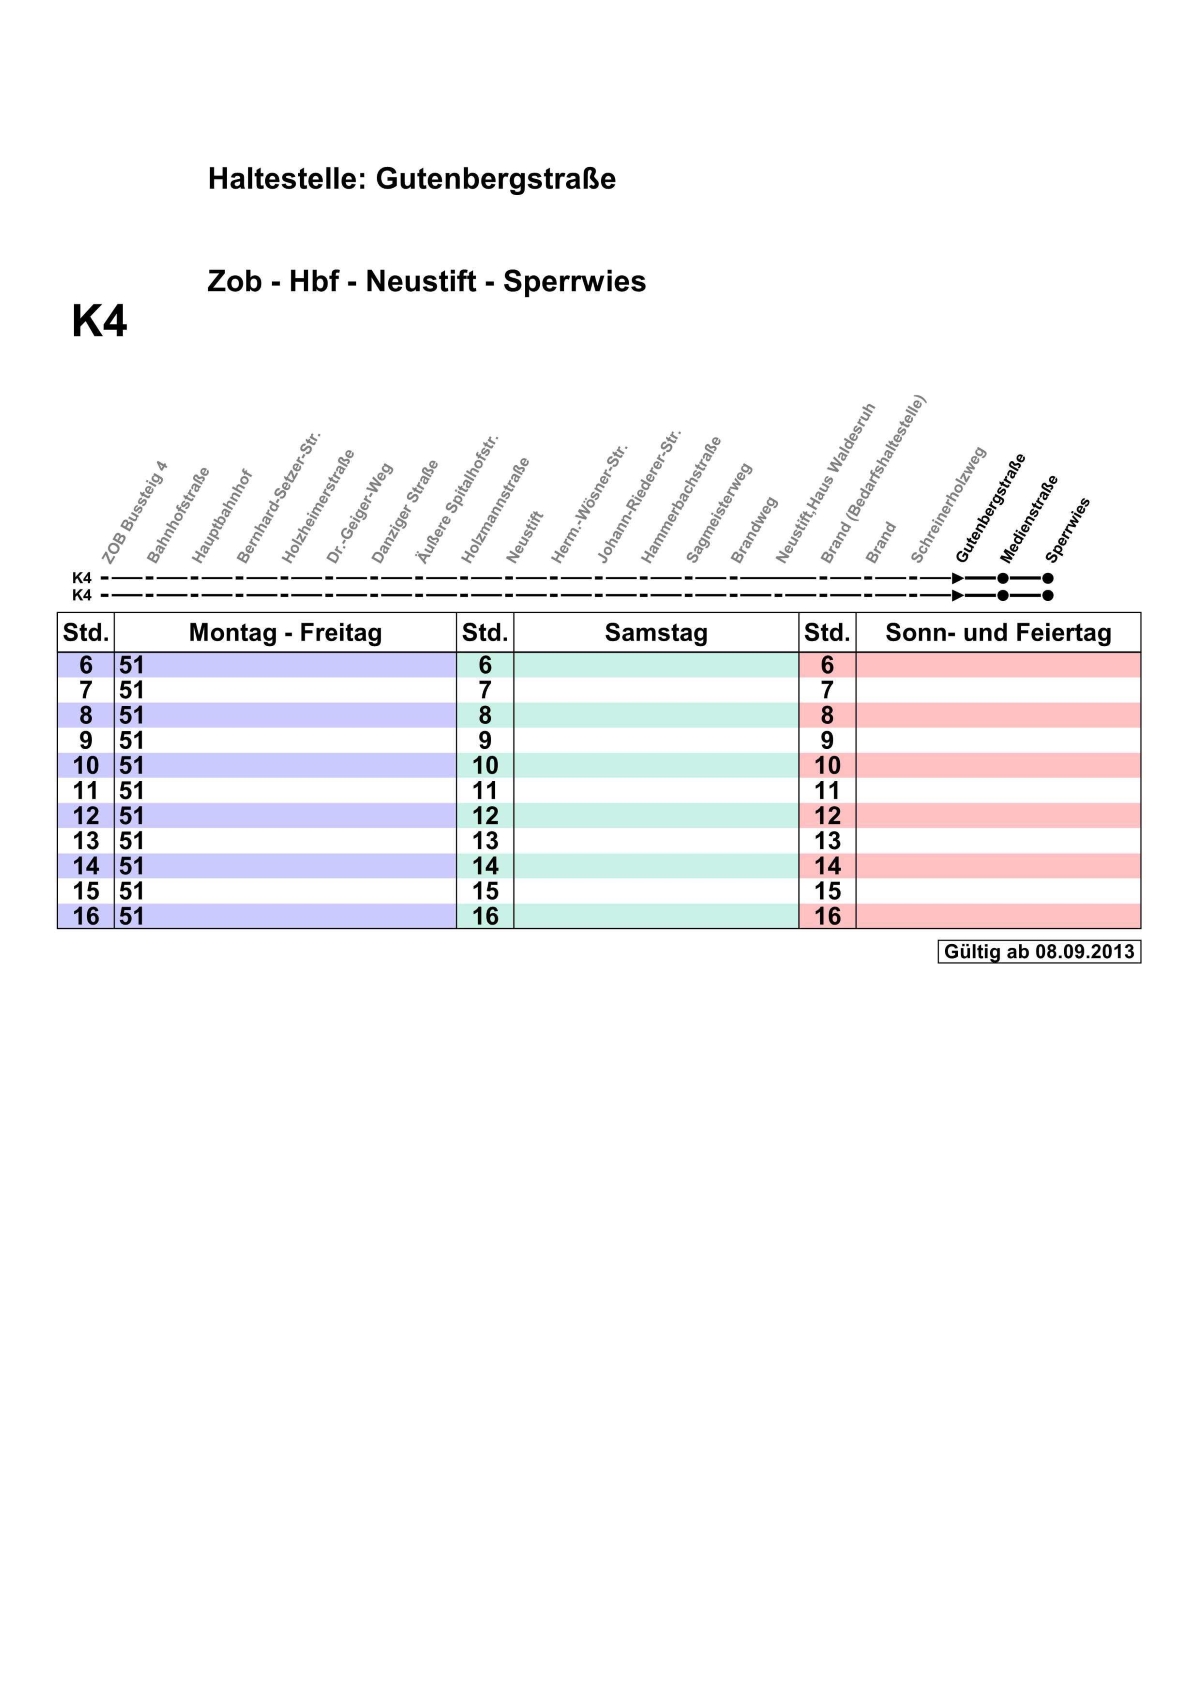 Haltestelle: Gutenbergstraße
Zob - Hbf - Neustift - Sperrwies
K4
ZOB Bussteig 4
Bahnhofstraße
Hauptbahnhof
Bernhard-Setzer-Str.
Holzheimerstraße
Dr.-Geiger-Weg
Danziger Straße
Äußere Spitalhofstr.
Holzmannstraße
Neustift
Herm.-Wösner-Str.
Johann-Riederer-Str.
Hammerbachstraße
Sagmeisterweg
Brandweg
Neustift,Haus Waldesruh
Brand (Bedarfshaltestelle)
Brand
Schreinerholzweg
Gutenbergstraße
Medienstraße
Sperrwies
K4
K4
Std. Montag - Freitag Std. Samstag Std. Sonn- und Feiertag
6 51 6 6
7 51 7 7
8 51 8 8
9 51 9 9
10 51 10 10
11 51 11 11
12 51 12 12
13 51 13 13
14 51 14 14
15 51 15 15
16 51 16 16
Gültig ab 08.09.2013